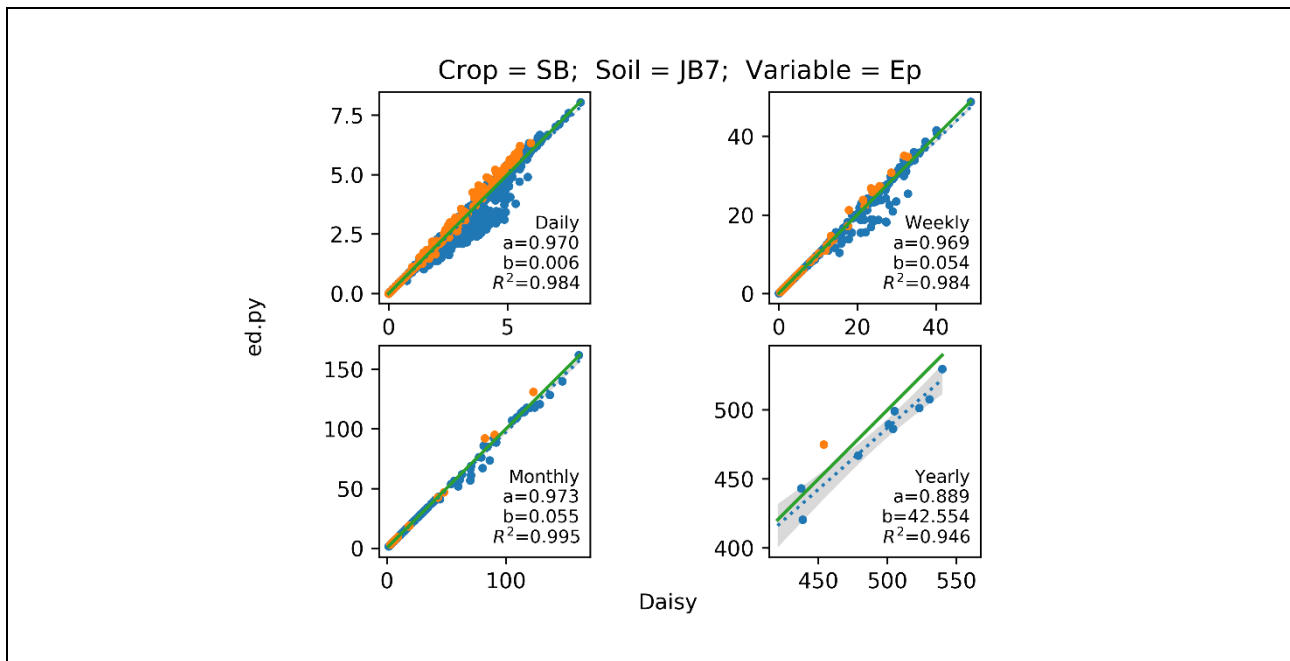 Crop = SB;  Soil = JB7;  Variable = Ep
7.5
5.0
2.5
0.0
0
5
Daily
a=0.970
b=0.006
R²=0.984
40
20
0
0
20
40
Weekly
a=0.969
b=0.054
R²=0.984
ed.py
150
100
50
0
0
100
Monthly
a=0.973
b=0.055
R²=0.995
500
450
400
450
500
550
Yearly
a=0.889
b=42.554
R²=0.946
Daisy